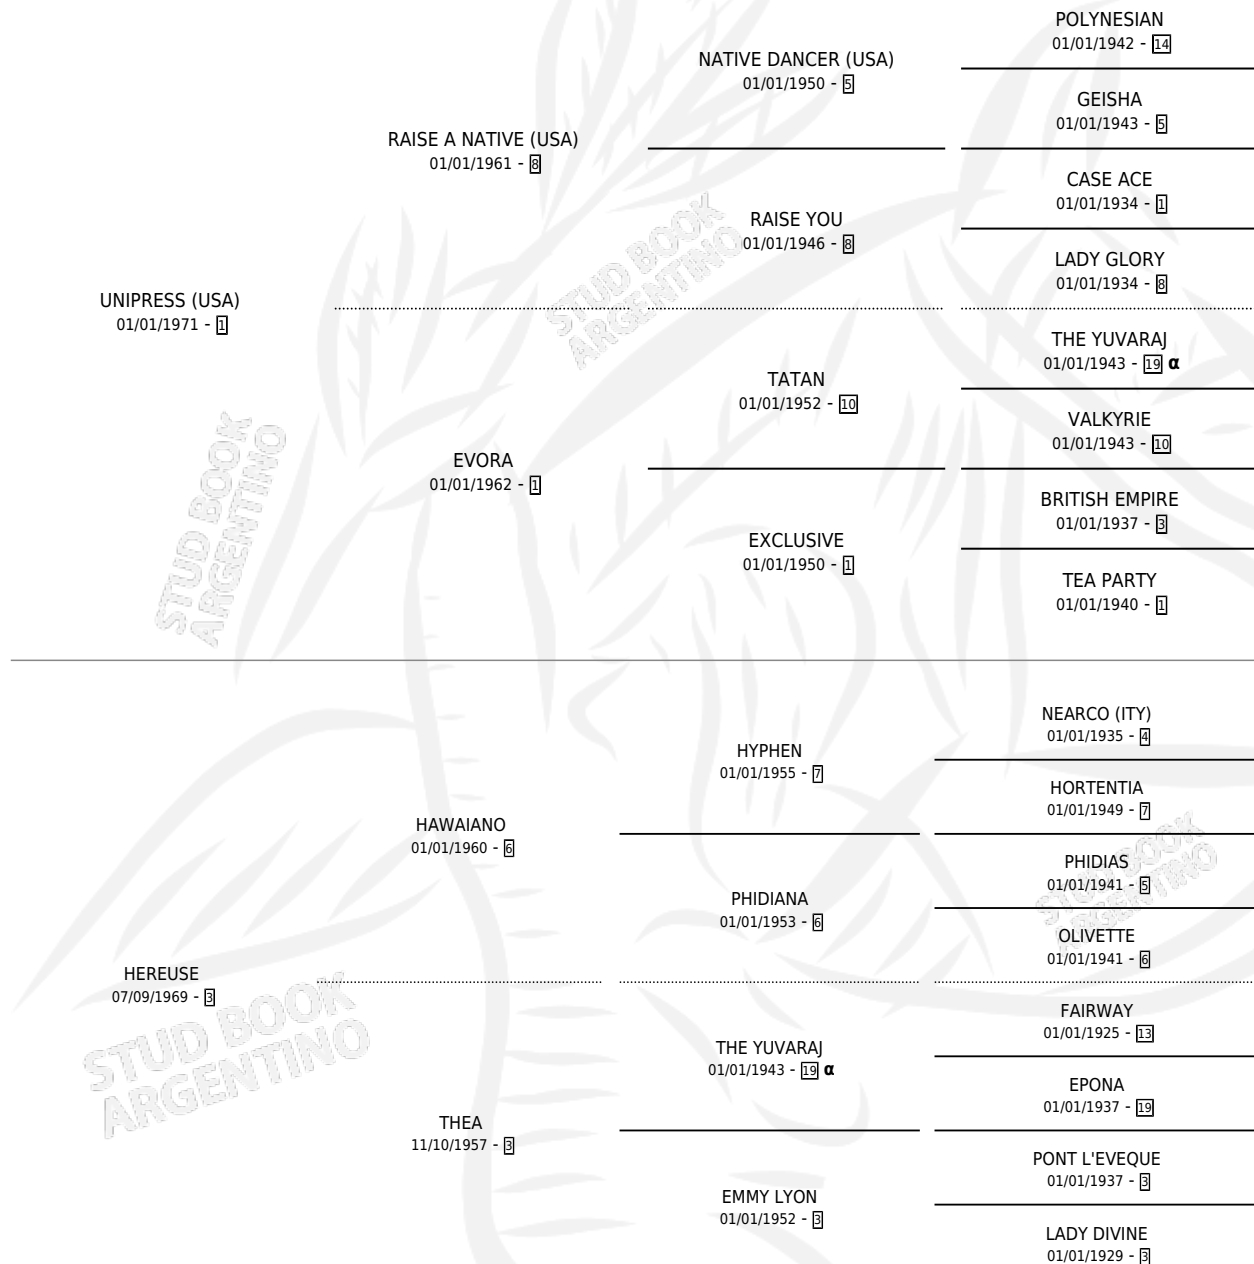 POLYNESIAN
01/01/1942 - 14
NATIVE DANCER (USA)
01/01/1950 - 5
GEISHA
01/01/1943 - 5
RAISE A NATIVE (USA)
01/01/1961 - 8
CASE ACE
01/01/1934 - 1
RAISE YOU
01/01/1946 - 8
LADY GLORY
01/01/1934 - 8
UNIPRESS (USA)
01/01/1971 - 1
THE YUVARAJ
01/01/1943 - 19 α
TATAN
01/01/1952 - 10
VALKYRIE
01/01/1943 - 10
EVORA
01/01/1962 - 1
BRITISH EMPIRE
01/01/1937 - 3
EXCLUSIVE
01/01/1950 - 1
TEA PARTY
01/01/1940 - 1
NEARCO (ITY)
01/01/1935 - 4
HYPHEN
01/01/1955 - 7
HORTENTIA
01/01/1949 - 7
HAWAIANO
01/01/1960 - 6
PHIDIAS
01/01/1941 - 5
PHIDIANA
01/01/1953 - 6
OLIVETTE
01/01/1941 - 6
HEREUSE
07/09/1969 - 3
FAIRWAY
01/01/1925 - 13
THE YUVARAJ
01/01/1943 - 19 α
EPONA
01/01/1937 - 19
THEA
11/10/1957 - 3
PONT L'EVEQUE
01/01/1937 - 3
EMMY LYON
01/01/1952 - 3
LADY DIVINE
01/01/1929 - 3
STUD BOOK
ARGENTINO
STUD BOOK
ARGENTINO
STUD BOOK
ARGENTINO
STUD BOOK
ARGENTINO